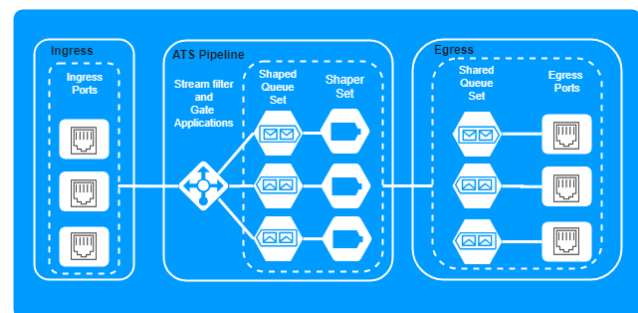 Ingress
Ingress
Ports
ATS Pipeline
Stream filter
and
Gate
Applications
Shaped
Queue
Set
Shaper
Set
Egress
Shared
Queue
Set
Egress
Ports